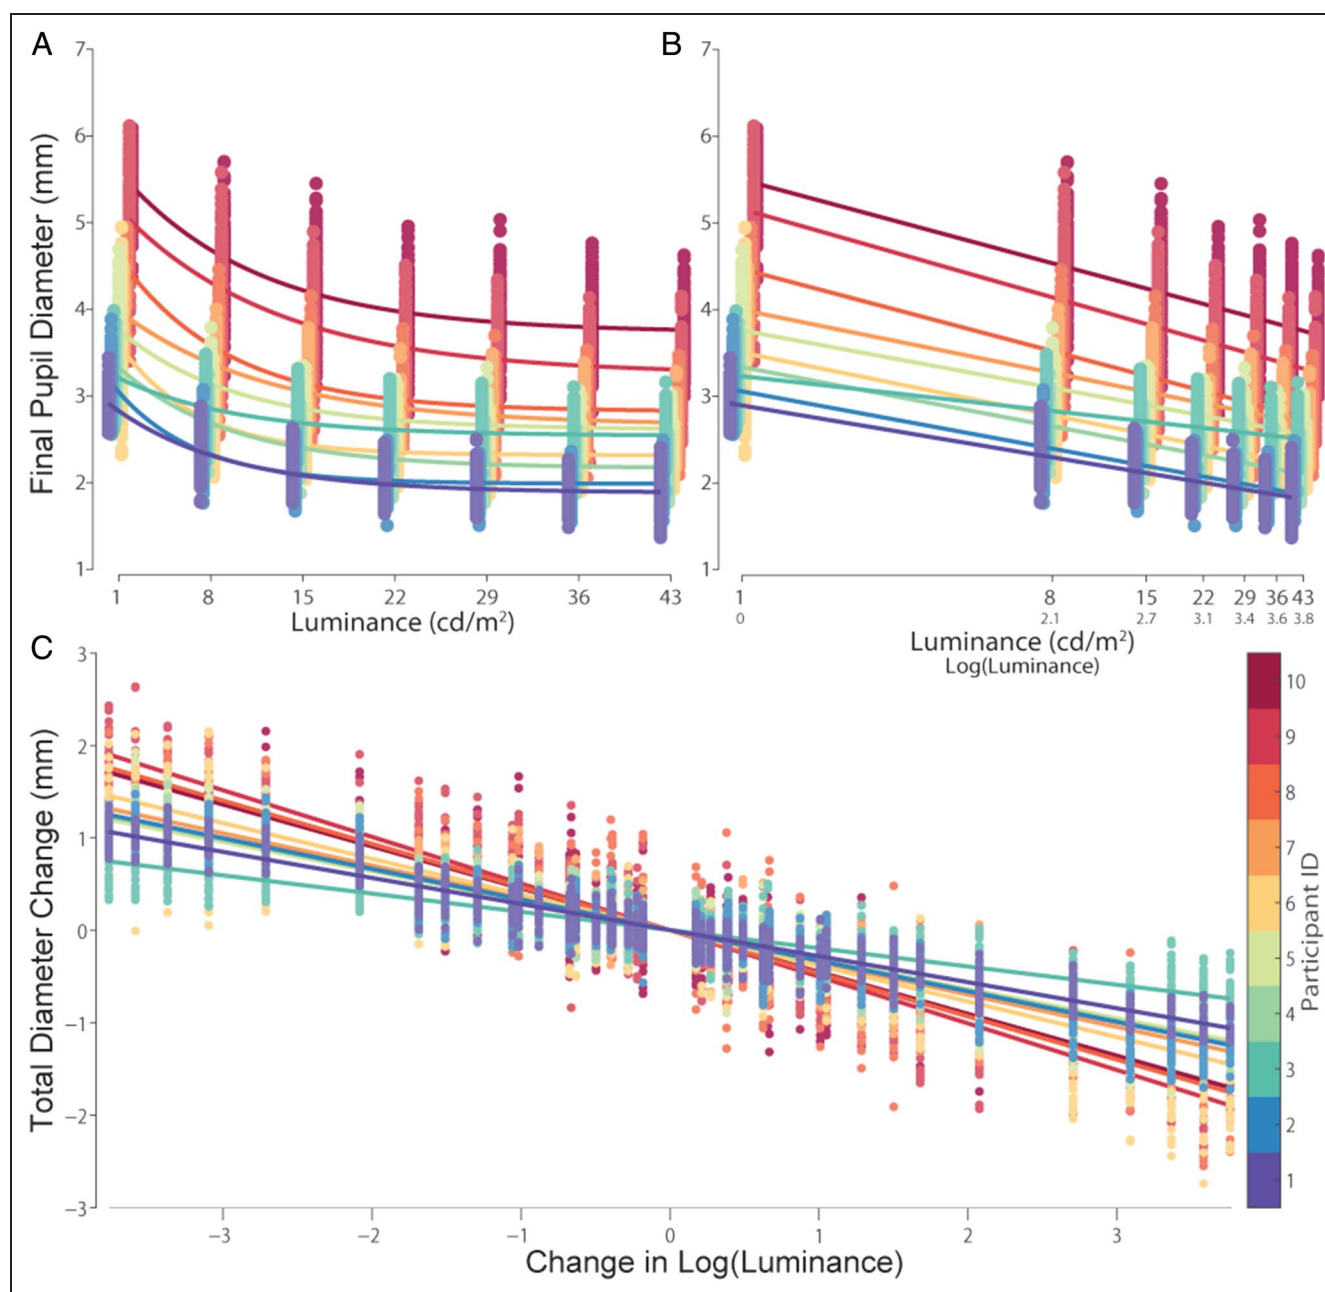 A
B
7
6
5
4
3
2
1
Final Pupil Diameter (mm)
1 8 15 22 29 36 43
Luminance (cd/m²)
7
6
5
4
3
2
1
1 8 15 22 29 36 43
0 2.1 2.7 3.1 3.4 3.6 3.8
Luminance (cd/m²)
Log(Luminance)
C
3
2
1
0
−1
−2
−3
Total Diameter Change (mm)
−3 −2 −1 0 1 2 3
Change in Log(Luminance)
10
9
8
7
6
5
4
3
2
1
Participant ID